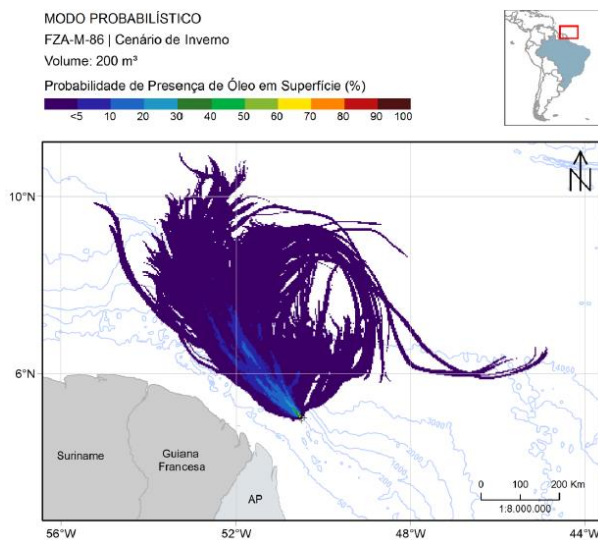 MODO PROBABILÍSTICO
FZA-M-86 | Cenário de Inverno
Volume: 200 m³
Probabilidade de Presença de Óleo em Superfície (%)
<5 10 20 30 40 50 60 70 80 90 100
N
10°N
6°N
4000
3000
Suriname
Guiana
Francesa
AP
0 100 200 Km
1:8.000.000
56°W 52°W 48°W 44°W